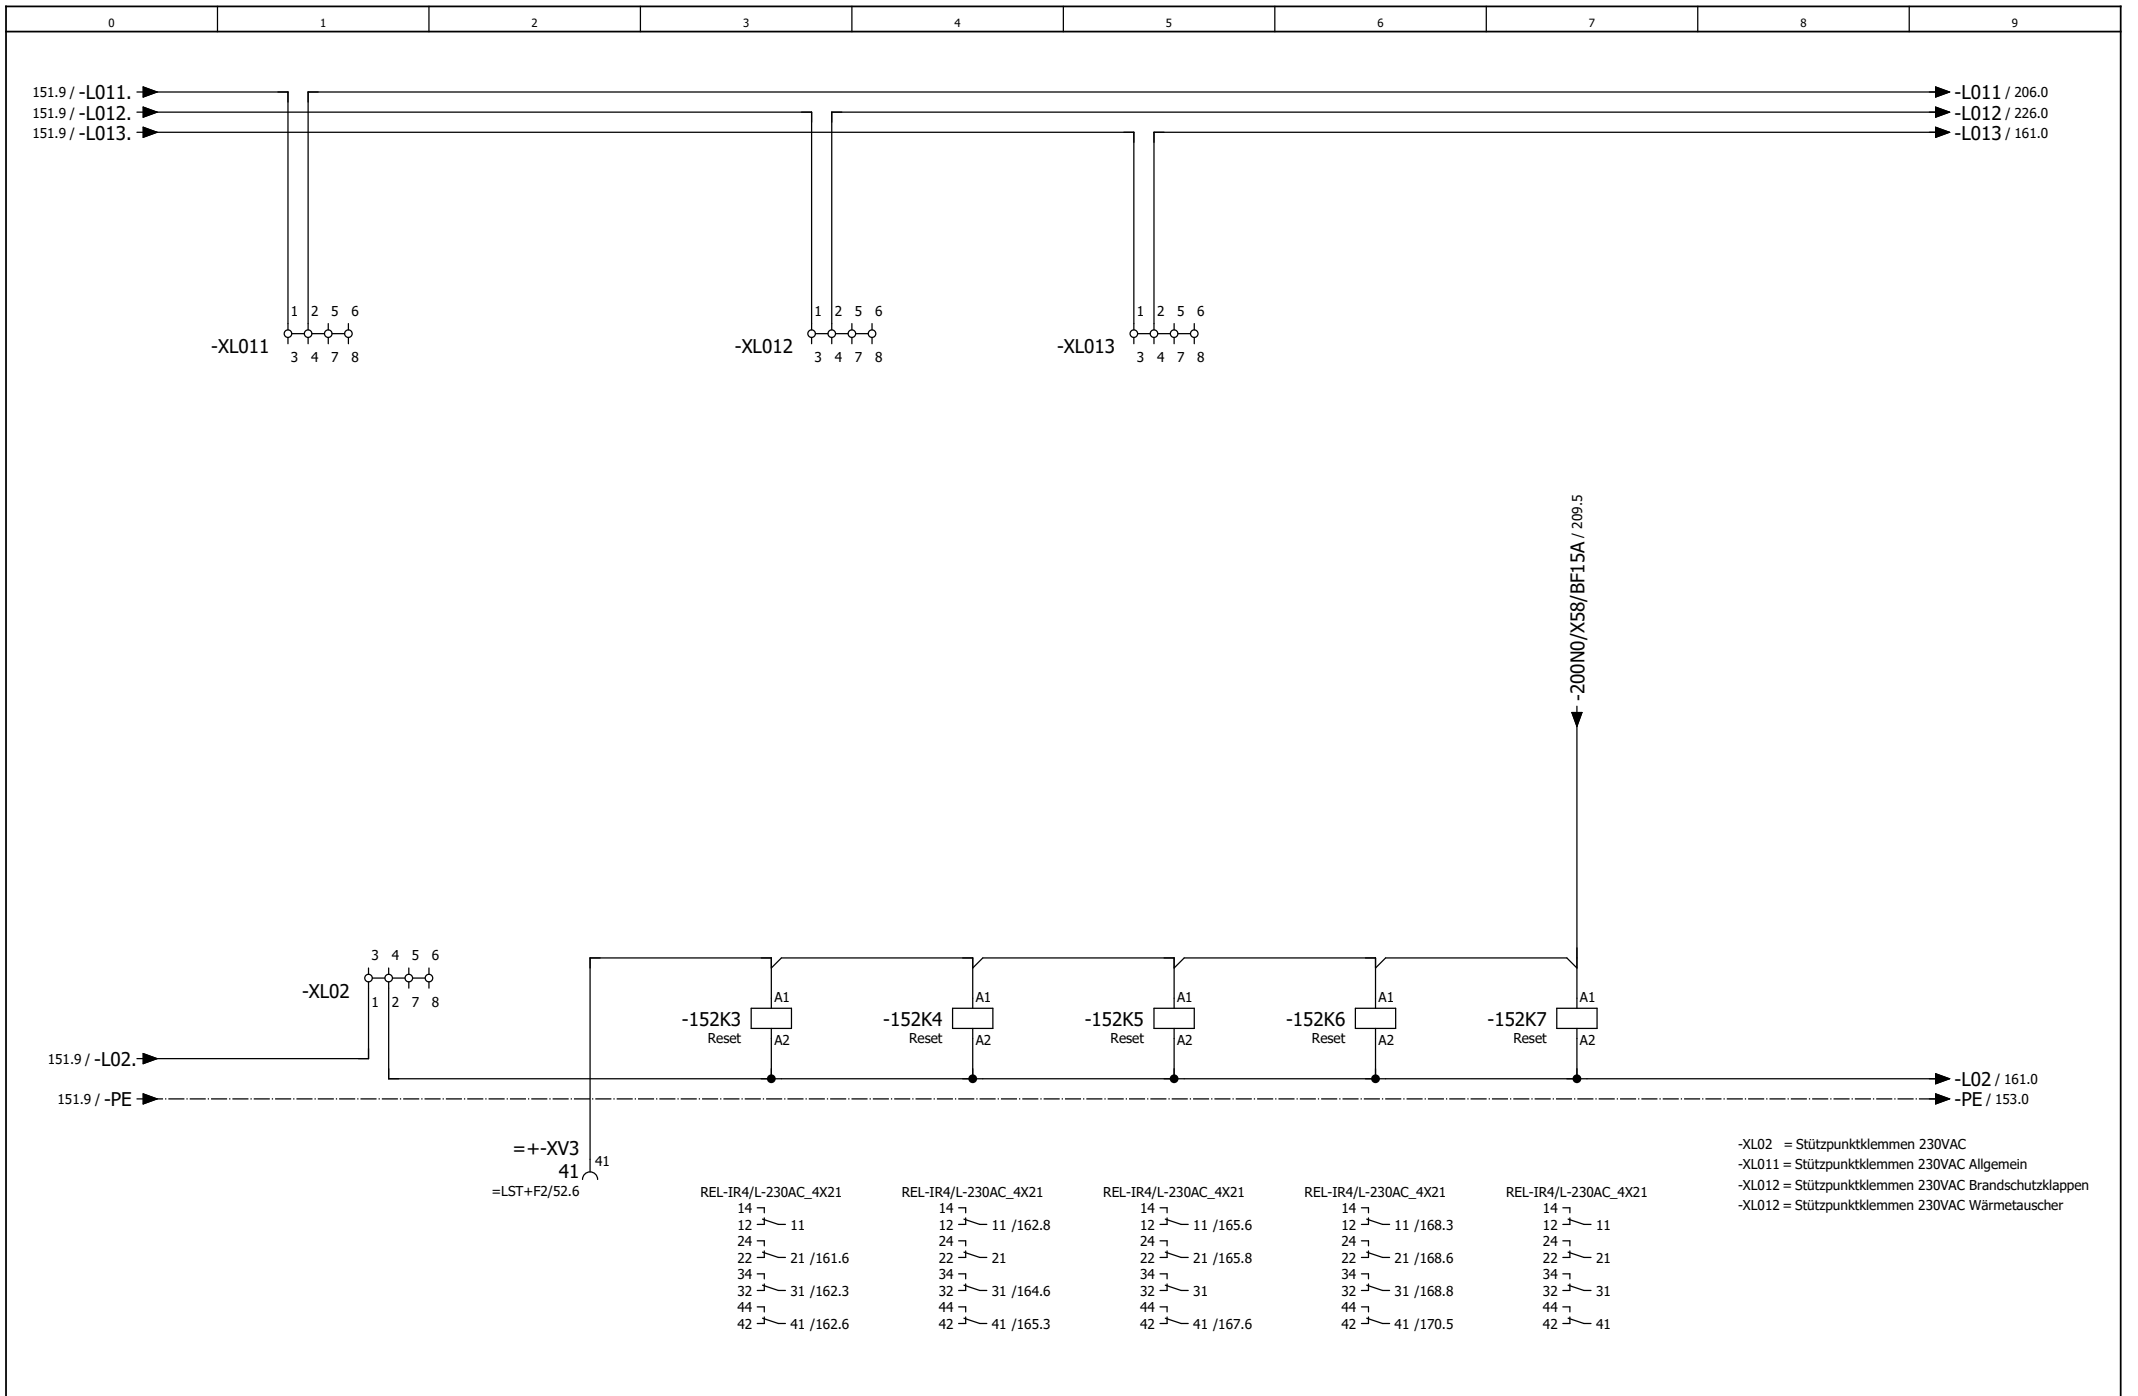 0 1 2 3 4 5 6 7 8 9
151.9 / -L011. -L011 / 206.0
151.9 / -L012. -L012 / 226.0
151.9 / -L013. -L013 / 161.0
1 2 5 6 1 2 5 6 1 2 5 6
-XL011 -XL012 -XL013
3 4 7 8 3 4 7 8 3 4 7 8
-200N0/X58/BF15A / 209.5
3 4 5 6
-XL02
1 2 7 8
A1 A1 A1 A1 A1
-152K3 -152K4 -152K5 -152K6 -152K7
Reset Reset Reset Reset Reset
A2 A2 A2 A2 A2
151.9 / -L02. -L02 / 161.0
151.9 / -PE -PE / 153.0
=+-XV3
41 41
=LST+F2/52.6
-XL02 = Stützpunktklemmen 230VAC
-XL011 = Stützpunktklemmen 230VAC Allgemein
-XL012 = Stützpunktklemmen 230VAC Brandschutzklappen
-XL012 = Stützpunktklemmen 230VAC Wärmetauscher
REL-IR4/L-230AC_4X21 REL-IR4/L-230AC_4X21 REL-IR4/L-230AC_4X21 REL-IR4/L-230AC_4X21 REL-IR4/L-230AC_4X21
14 14 14 14 14
12 11 12 11 /162.8 12 11 /165.6 12 11 /168.3 12 11
24 24 24 24 24
22 21 /161.6 22 21 22 21 /165.8 22 21 /168.6 22 21
34 34 34 34 34
32 31 /162.3 32 31 /164.6 32 31 32 31 /168.8 32 31
44 44 44 44 44
42 41 /162.6 42 41 /165.3 42 41 /167.6 42 41 /170.5 42 41